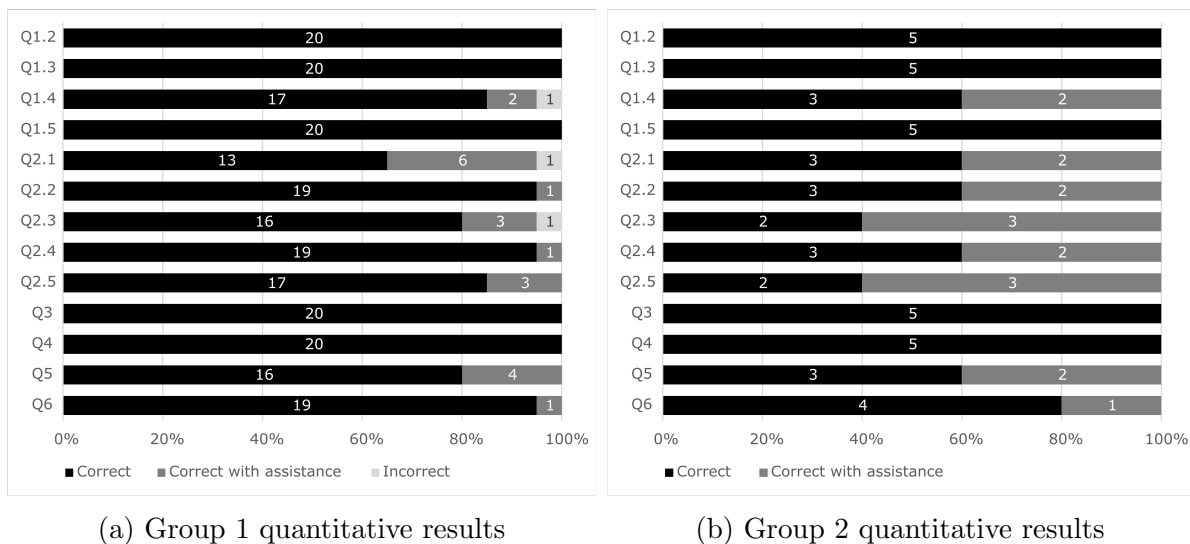 Q1.2 20
Q1.3 20
Q1.4 17 2 1
Q1.5 20
Q2.1 13 6 1
Q2.2 19 1
Q2.3 16 3 1
Q2.4 19 1
Q2.5 17 3
Q3 20
Q4 20
Q5 16 4
Q6 19 1
0% 20% 40% 60% 80% 100%
Correct Correct with assistance Incorrect
(a) Group 1 quantitative results
Q1.2 5
Q1.3 5
Q1.4 3 2
Q1.5 5
Q2.1 3 2
Q2.2 3 2
Q2.3 2 3
Q2.4 3 2
Q2.5 2 3
Q3 5
Q4 5
Q5 3 2
Q6 4 1
0% 20% 40% 60% 80% 100%
Correct Correct with assistance
(b) Group 2 quantitative results